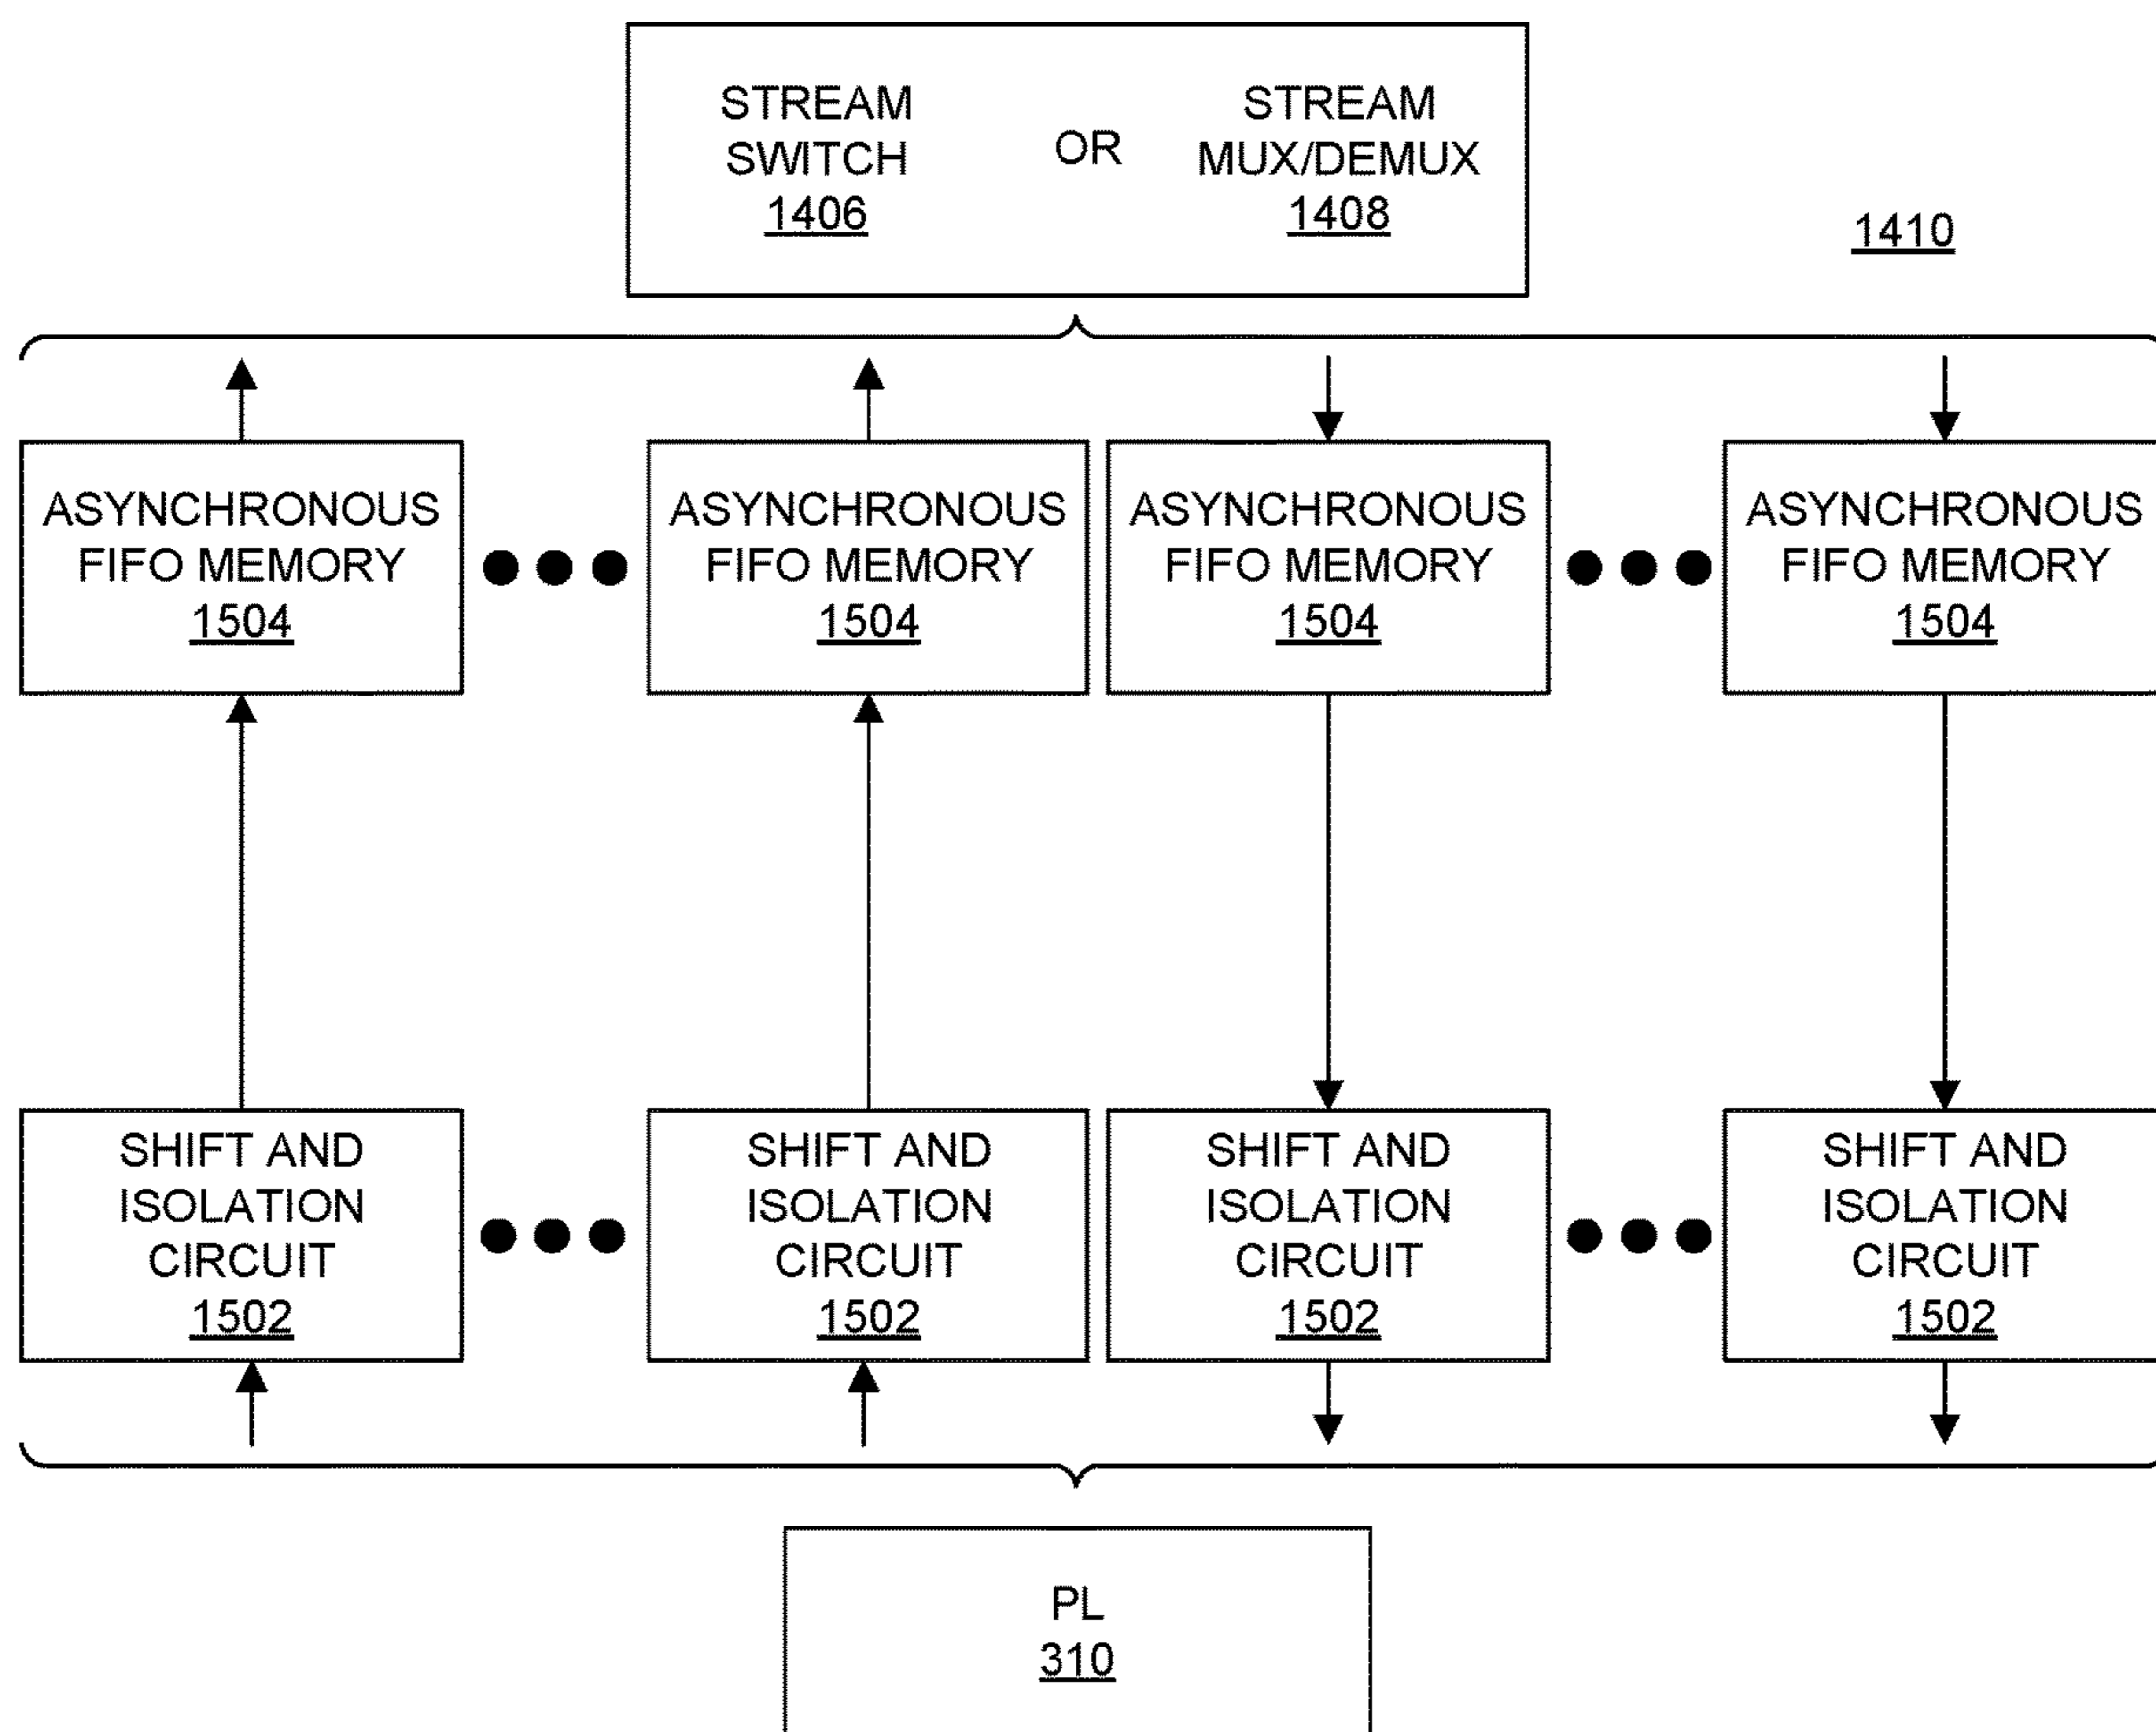 STREAM SWITCH 1406
OR
STREAM MUX/DEMUX 1408
1410
ASYNCHRONOUS FIFO MEMORY 1504
ASYNCHRONOUS FIFO MEMORY 1504
ASYNCHRONOUS FIFO MEMORY 1504
ASYNCHRONOUS FIFO MEMORY 1504
SHIFT AND ISOLATION CIRCUIT 1502
SHIFT AND ISOLATION CIRCUIT 1502
SHIFT AND ISOLATION CIRCUIT 1502
SHIFT AND ISOLATION CIRCUIT 1502
PL
310